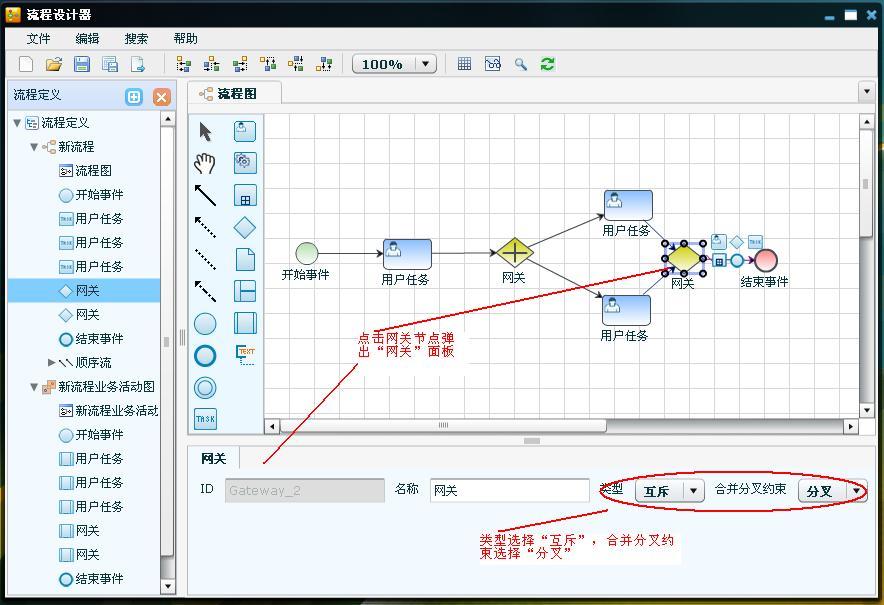 流程设计器
文件 编辑 搜索 帮助
100%
流程定义
流程图
流程定义
新流程
流程图
开始事件
用户任务
用户任务
用户任务
网关
网关
结束事件
顺序流
新流程业务活动图
新流程业务活动
开始事件
用户任务
用户任务
用户任务
网关
网关
结束事件
TEXT
TASK
开始事件
用户任务
网关
用户任务
用户任务
网关
结束事件
点击网关节点弹
出“网关”面板
网关
ID Gateway_2 名称 网关 类型 互斥 合并分叉约束 分叉
类型选择“互斥”，合并分叉约
束选择“分叉”